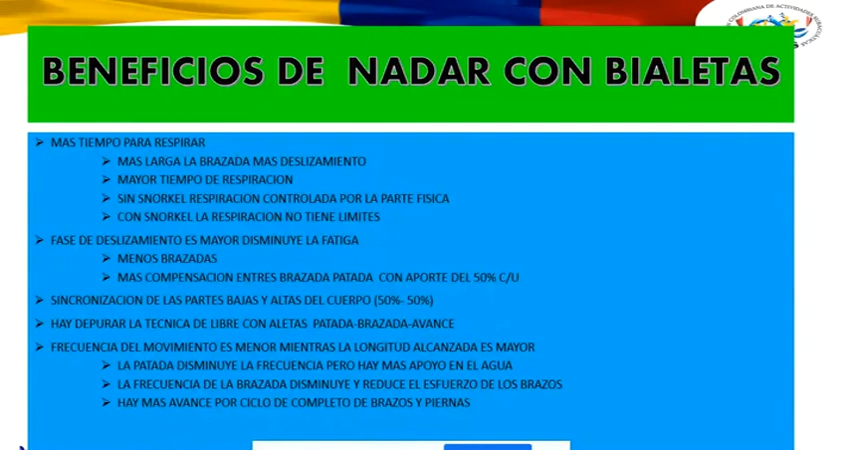 COLOMBIANA DE ACTIVIDADES SUBACUÁTICAS
BENEFICIOS DE NADAR CON BIALETAS
➢ MAS TIEMPO PARA RESPIRAR
➢ MAS LARGA LA BRAZADA MAS DESLIZAMIENTO
➢ MAYOR TIEMPO DE RESPIRACION
➢ SIN SNORKEL RESPIRACION CONTROLADA POR LA PARTE FISICA
➢ CON SNORKEL LA RESPIRACION NO TIENE LIMITES
➢ FASE DE DESLIZAMIENTO ES MAYOR DISMINUYE LA FATIGA
➢ MENOS BRAZADAS
➢ MAS COMPENSACION ENTRES BRAZADA PATADA CON APORTE DEL 50% C/U
➢ SINCRONIZACION DE LAS PARTES BAJAS Y ALTAS DEL CUERPO (50%- 50%)
➢ HAY DEPURAR LA TECNICA DE LIBRE CON ALETAS PATADA-BRAZADA-AVANCE
➢ FRECUENCIA DEL MOVIMIENTO ES MENOR MIENTRAS LA LONGITUD ALCANZADA ES MAYOR
➢ LA PATADA DISMINUYE LA FRECUENCIA PERO HAY MAS APOYO EN EL AGUA
➢ LA FRECUENCIA DE LA BRAZADA DISMINUYE Y REDUCE EL ESFUERZO DE LOS BRAZOS
➢ HAY MAS AVANCE POR CICLO DE COMPLETO DE BRAZOS Y PIERNAS